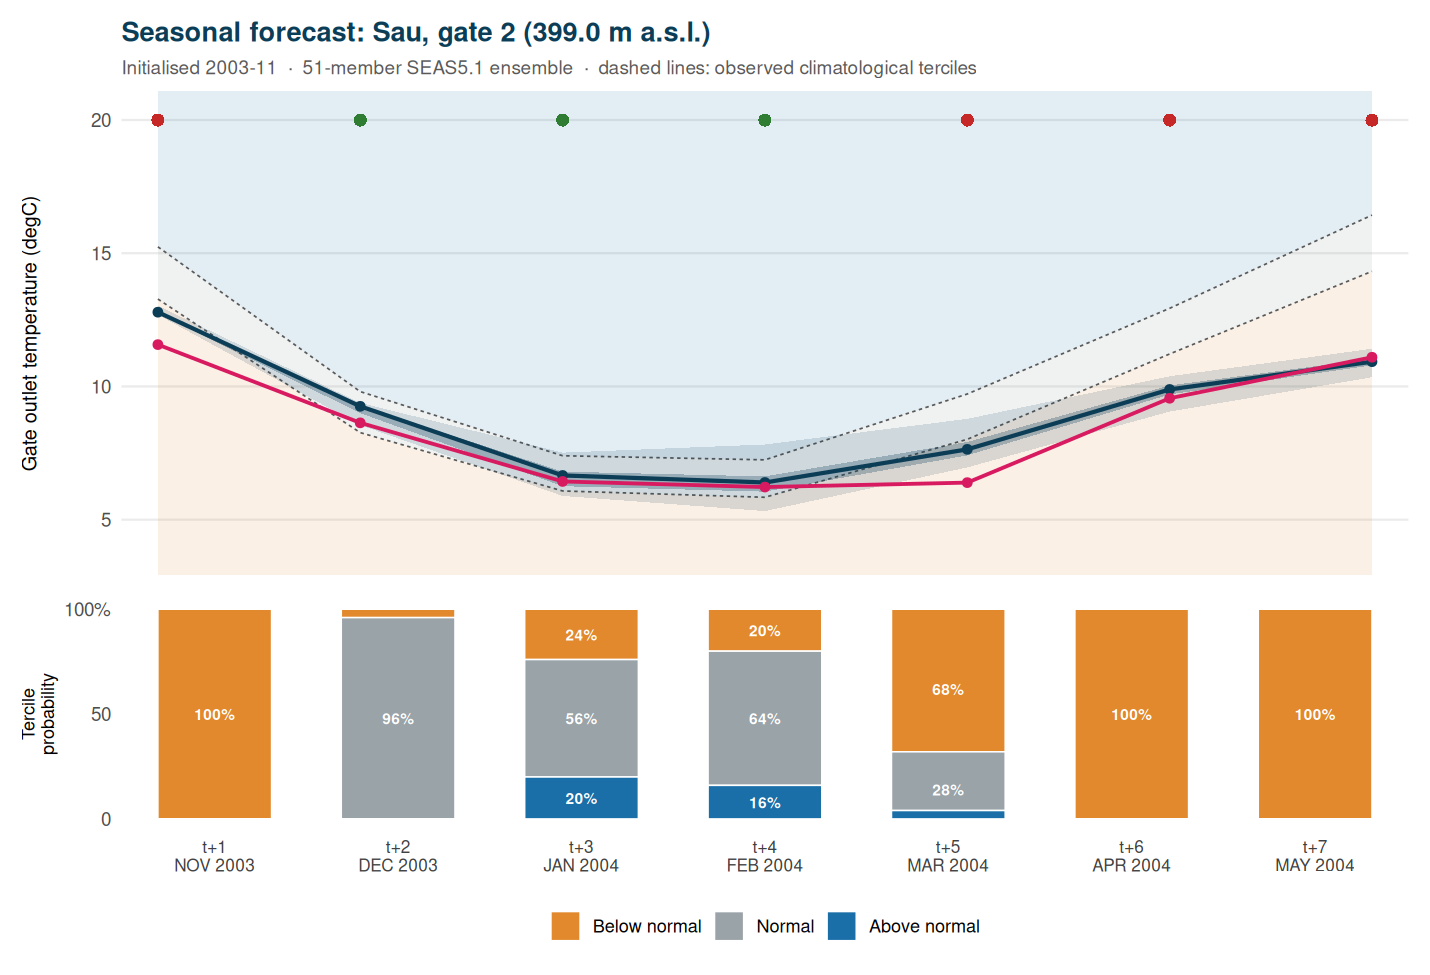 Seasonal forecast: Sau, gate 2 (399.0 m a.s.l.)
Initialised 2003-11 · 51-member SEAS5.1 ensemble · dashed lines: observed climatological terciles
Gate outlet temperature (degC)
20
15
10
5
Tercile
probability
100%
50
0
100%
96%
24%
56%
20%
20%
64%
16%
68%
28%
100%
100%
t+1
NOV 2003
t+2
DEC 2003
t+3
JAN 2004
t+4
FEB 2004
t+5
MAR 2004
t+6
APR 2004
t+7
MAY 2004
Below normal
Normal
Above normal